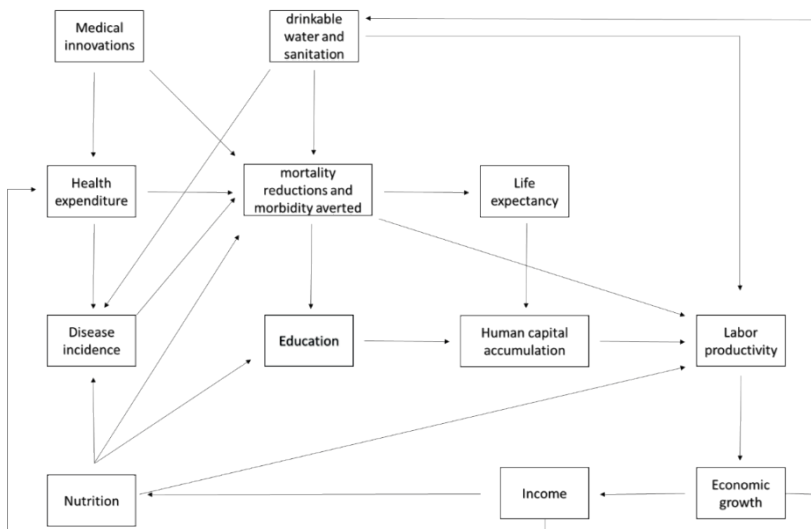 Medical
innovations
drinkable
water and
sanitation
Health
expenditure
mortality
reductions and
morbidity averted
Life
expectancy
Disease
incidence
Education
Human capital
accumulation
Labor
productivity
Nutrition
Income
Economic
growth